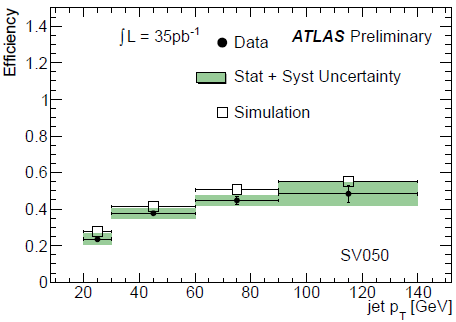 1.4
1.2
1
0.8
0.6
0.4
0.2
0
Efficiency
∫L = 35pb-1
ATLAS Preliminary
Data
Stat + Syst Uncertainty
Simulation
SV050
20 40 60 80 100 120 140
jet pT [GeV]